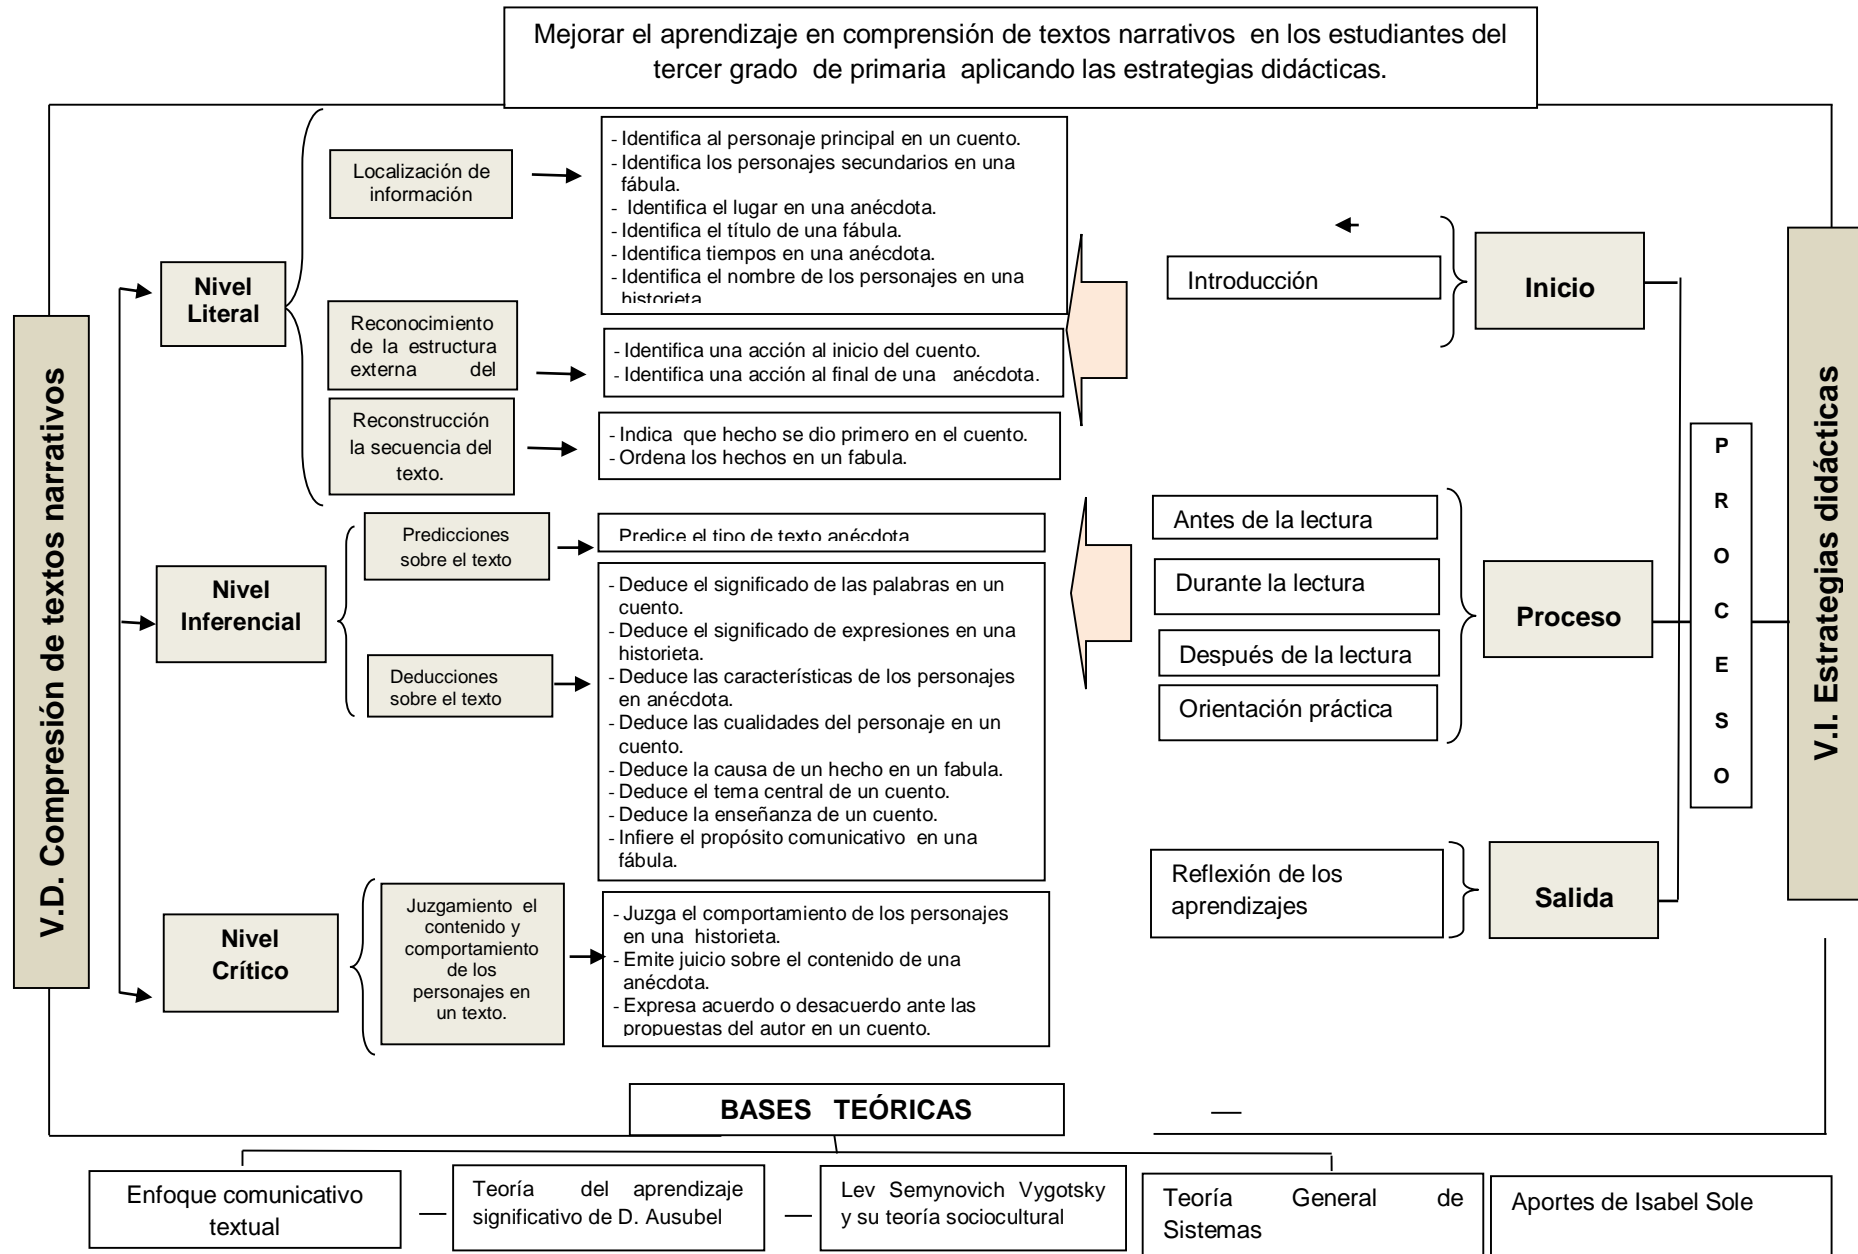 Mejorar el aprendizaje en comprensión de textos narrativos en los estudiantes del
tercer grado de primaria aplicando las estrategias didácticas.
V.D. Compresión de textos narrativos
Nivel
Literal
Localización de
información
- Identifica al personaje principal en un cuento.
- Identifica los personajes secundarios en una
fábula.
- Identifica el lugar en una anécdota.
- Identifica el título de una fábula.
- Identifica tiempos en una anécdota.
- Identifica el nombre de los personajes en una
historieta
Reconocimiento
de la estructura
externa del
- Identifica una acción al inicio del cuento.
- Identifica una acción al final de una anécdota.
Reconstrucción
la secuencia del
texto.
- Indica que hecho se dio primero en el cuento.
- Ordena los hechos en un fabula.
Nivel
Inferencial
Predicciones
sobre el texto
Predice el tipo de texto anécdota
Deducciones
sobre el texto
- Deduce el significado de las palabras en un
cuento.
- Deduce el significado de expresiones en una
historieta.
- Deduce las características de los personajes
en anécdota.
- Deduce las cualidades del personaje en un
cuento.
- Deduce la causa de un hecho en un fabula.
- Deduce el tema central de un cuento.
- Deduce la enseñanza de un cuento.
- Infiere el propósito comunicativo en una
fábula.
Nivel
Crítico
Juzgamiento el
contenido y
comportamiento
de los
personajes en
un texto.
- Juzga el comportamiento de los personajes
en una historieta.
- Emite juicio sobre el contenido de una
anécdota.
- Expresa acuerdo o desacuerdo ante las
propuestas del autor en un cuento.
Introducción
Inicio
Antes de la lectura
Durante la lectura
Después de la lectura
Orientación práctica
Proceso
Reflexión de los
aprendizajes
Salida
P
R
O
C
E
S
O
V.I. Estrategias didácticas
BASES TEÓRICAS
Enfoque comunicativo
textual
Teoría del aprendizaje
significativo de D. Ausubel
Lev Semynovich Vygotsky
y su teoría sociocultural
Teoría General de
Sistemas
Aportes de Isabel Sole